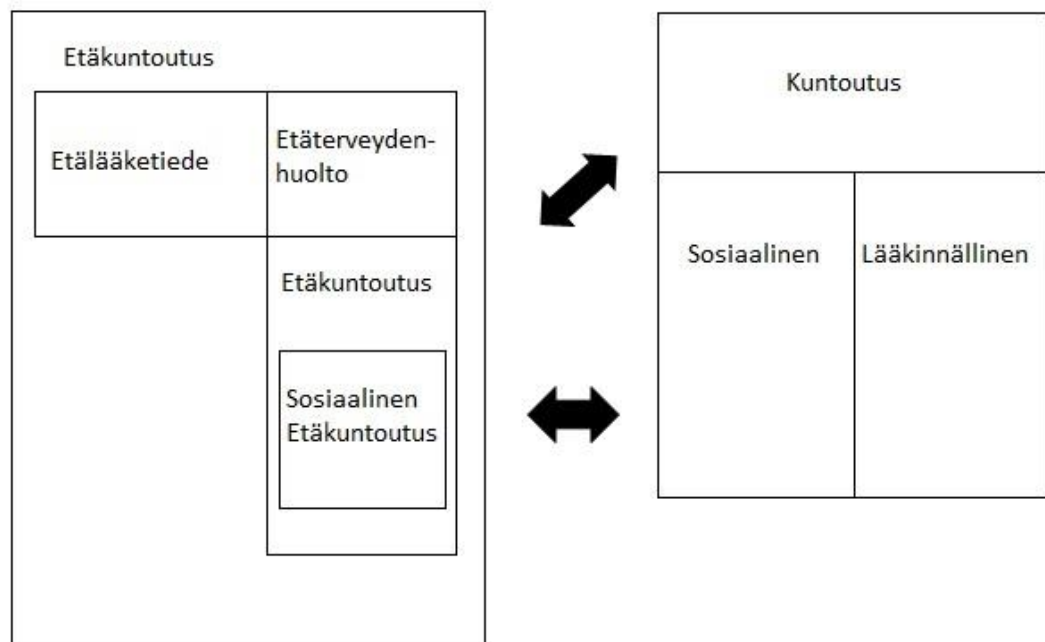 Etäkuntoutus
Etälääketiede
Etäterveyden-
huolto
Etäkuntoutus
Sosiaalinen
Etäkuntoutus
Kuntoutus
Sosiaalinen
Lääkinnällinen